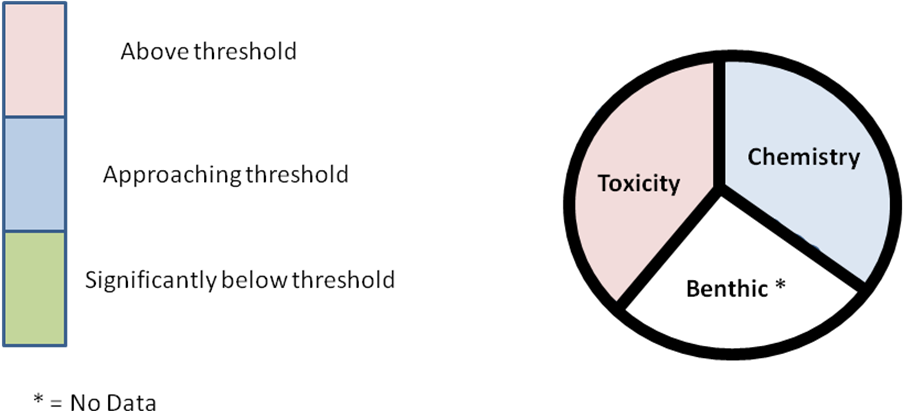 Above threshold
Approaching threshold
Significantly below threshold
* = No Data
Toxicity
Chemistry
Benthic *